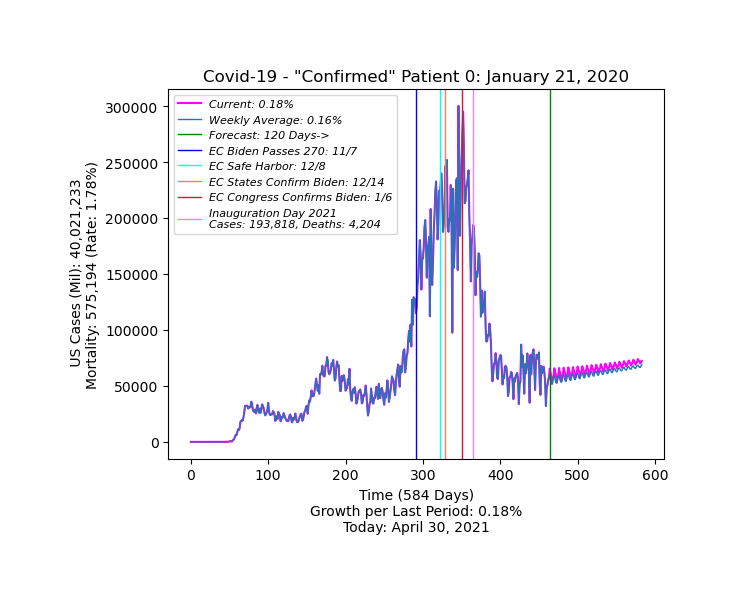 Covid-19 - "Confirmed" Patient 0: January 21, 2020
US Cases (Mil): 40,021,233
Mortality: 575,194 (Rate: 1.78%)
300000
250000
200000
150000
100000
50000
0
Current: 0.18%
Weekly Average: 0.16%
Forecast: 120 Days->
EC Biden Passes 270: 11/7
EC Safe Harbor: 12/8
EC States Confirm Biden: 12/14
EC Congress Confirms Biden: 1/6
Inauguration Day 2021
Cases: 193,818, Deaths: 4,204
0 100 200 300 400 500 600
Time (584 Days)
Growth per Last Period: 0.18%
Today: April 30, 2021